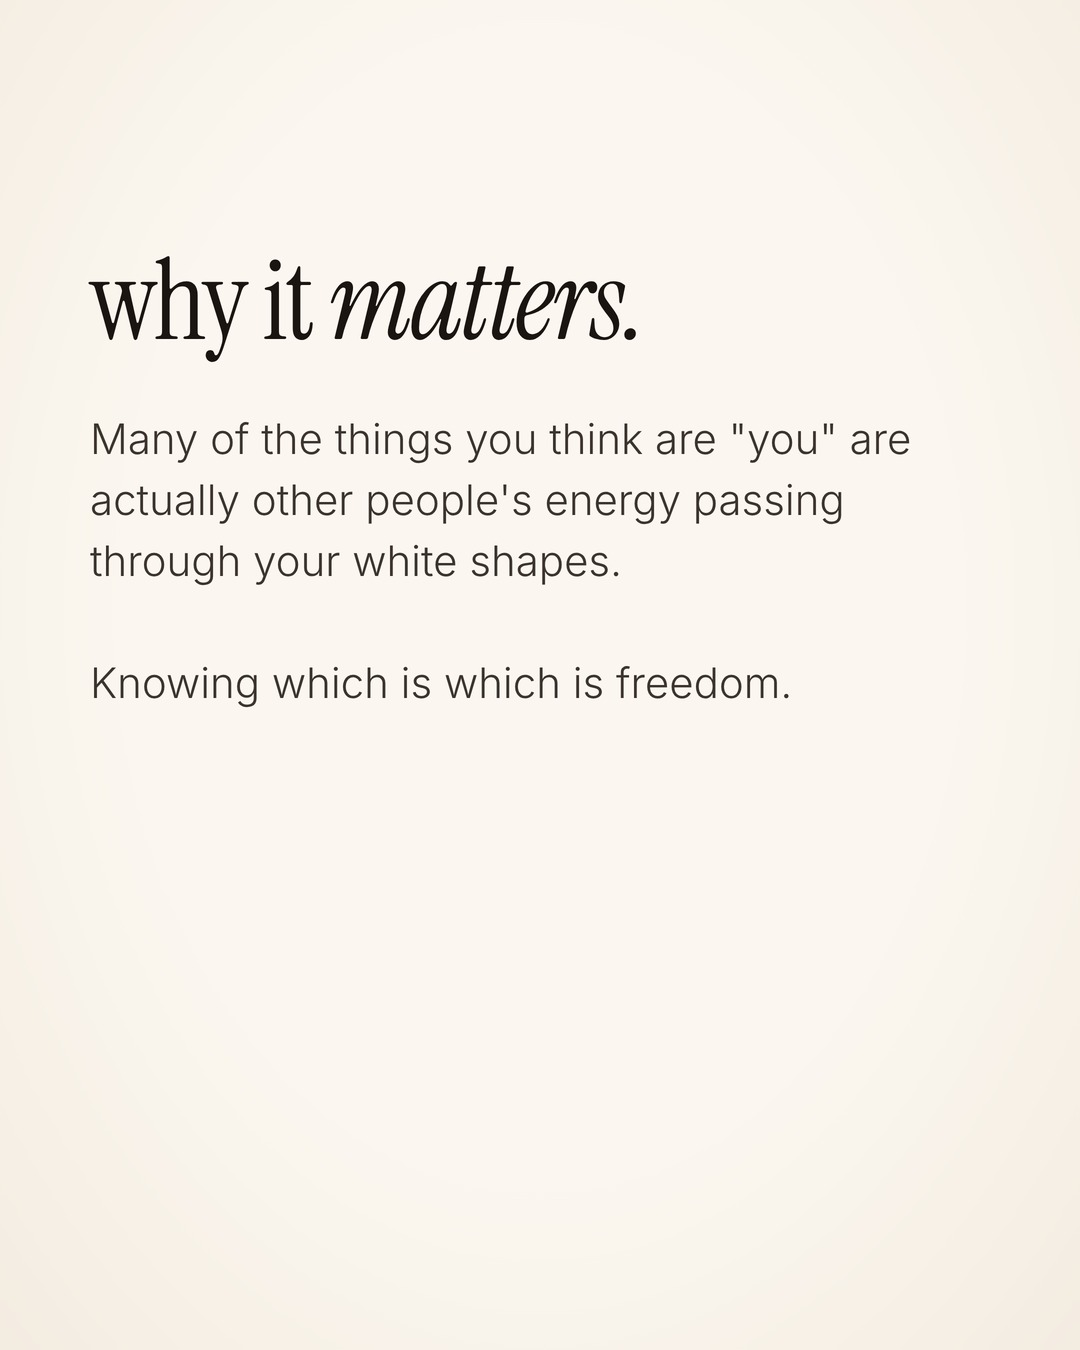 why it matters.
Many of the things you think are "you" are
actually other people's energy passing
through your white shapes.
Knowing which is which is freedom.